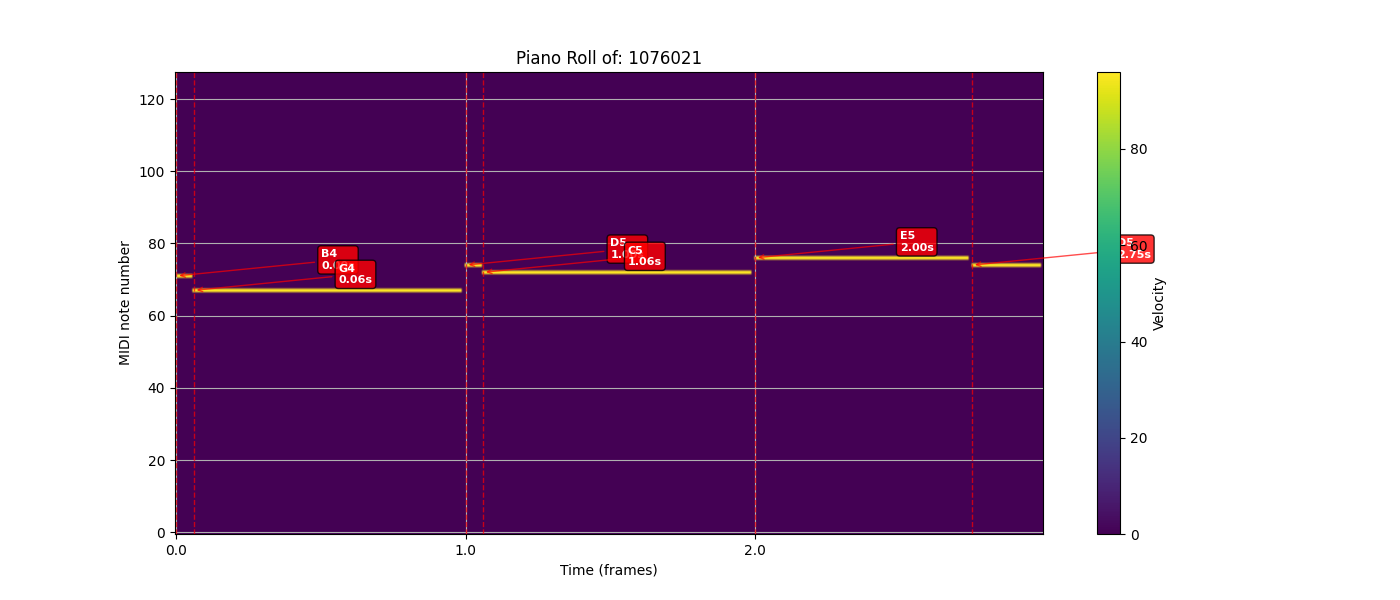 Piano Roll of: 1076021
MIDI note number
120
100
80
60
40
20
0
B4
G4
0.06s
D5
C5
1.06s
E5
2.00s
D5
2.75s
0.0
1.0
2.0
Time (frames)
80
60
40
20
0
Velocity